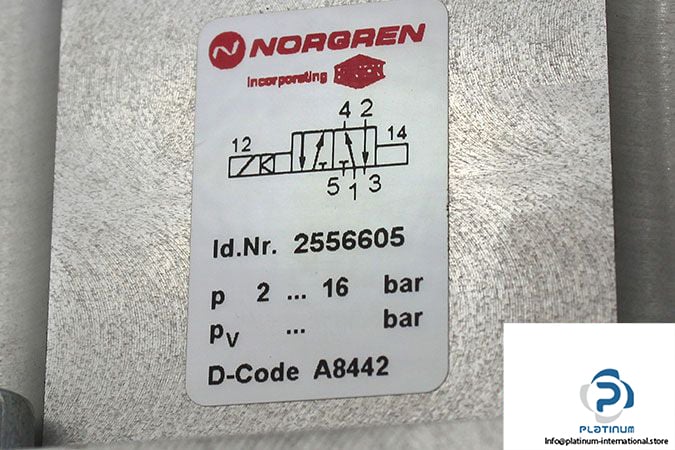 NORGREN
Incorporating
4 2
12
14
5 1 3
Id.Nr. 2556605
p 2 ... 16 bar
pV ... bar
D-Code A8442
PLATINUM
Info@platinum-international.store